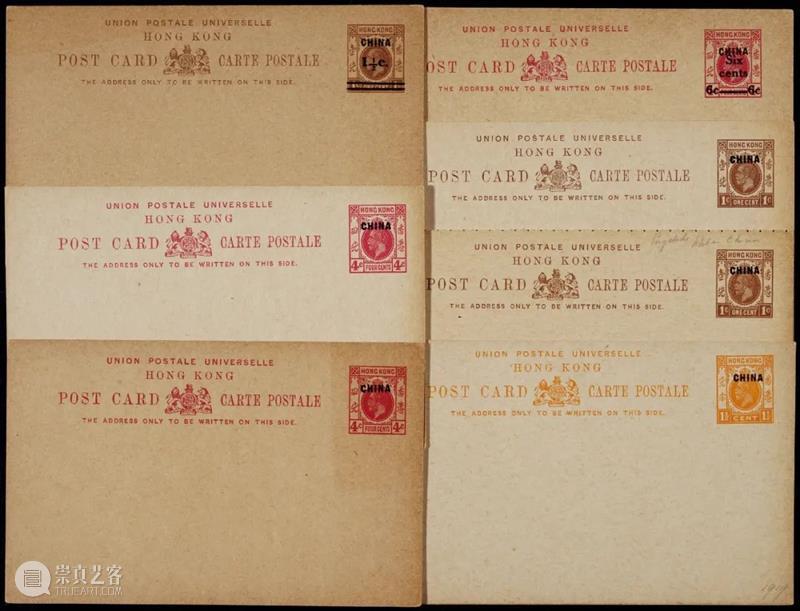 UNION POSTALE UNIVERSELLE
HONG KONG
POST CARD CARTE POSTALE
THE ADDRESS ONLY TO BE WRITTEN ON THIS SIDE.
CHINA
1½c.
UNION POSTALE UNIVERSELLE
HONG KONG
POST CARD CARTE POSTALE
THE ADDRESS ONLY TO BE WRITTEN ON THIS SIDE.
HONG KONG
CHINA
4c FOUR CENTS 4c
UNION POSTALE UNIVERSELLE
HONG KONG
POST CARD CARTE POSTALE
THE ADDRESS ONLY TO BE WRITTEN ON THIS SIDE.
HONG KONG
CHINA
4c FOUR CENTS 4c
UNION POSTALE UNIVERSELLE
HONG KONG
POST CARD CARTE POSTALE
THE ADDRESS ONLY TO BE WRITTEN ON THIS SIDE.
HONG KONG
CHINA
Six
cents
6c 6c
UNION POSTALE UNIVERSELLE
HONG KONG
POST CARD CARTE POSTALE
THE ADDRESS ONLY TO BE WRITTEN ON THIS SIDE.
HONG KONG
CHINA
1c ONE CENT 1c
UNION POSTALE UNIVERSELLE
HONG KONG
POST CARD CARTE POSTALE
THE ADDRESS ONLY TO BE WRITTEN ON THIS SIDE.
HONG KONG
CHINA
1c ONE CENT 1c
UNION POSTALE UNIVERSELLE
HONG KONG
POST CARD CARTE POSTALE
THE ADDRESS ONLY TO BE WRITTEN ON THIS SIDE.
HONG KONG
CHINA
CENT
崇真艺客
TRUEART.COM